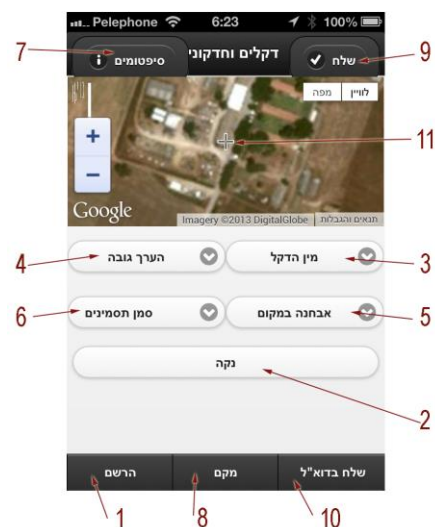 Pelephone 6:23 100%
7 סיפטומים דקלים וחדקוני שלח 9
מפה לוויין
+
11
−
Google Imagery ©2013 DigitalGlobe תנאים והגבלות
4 הערך גובה מין הדקל 3
6 סמן תסמינים אבחנה במקום 5
נקה
2
הרשם מקם שלח בדוא"ל
1 8 10